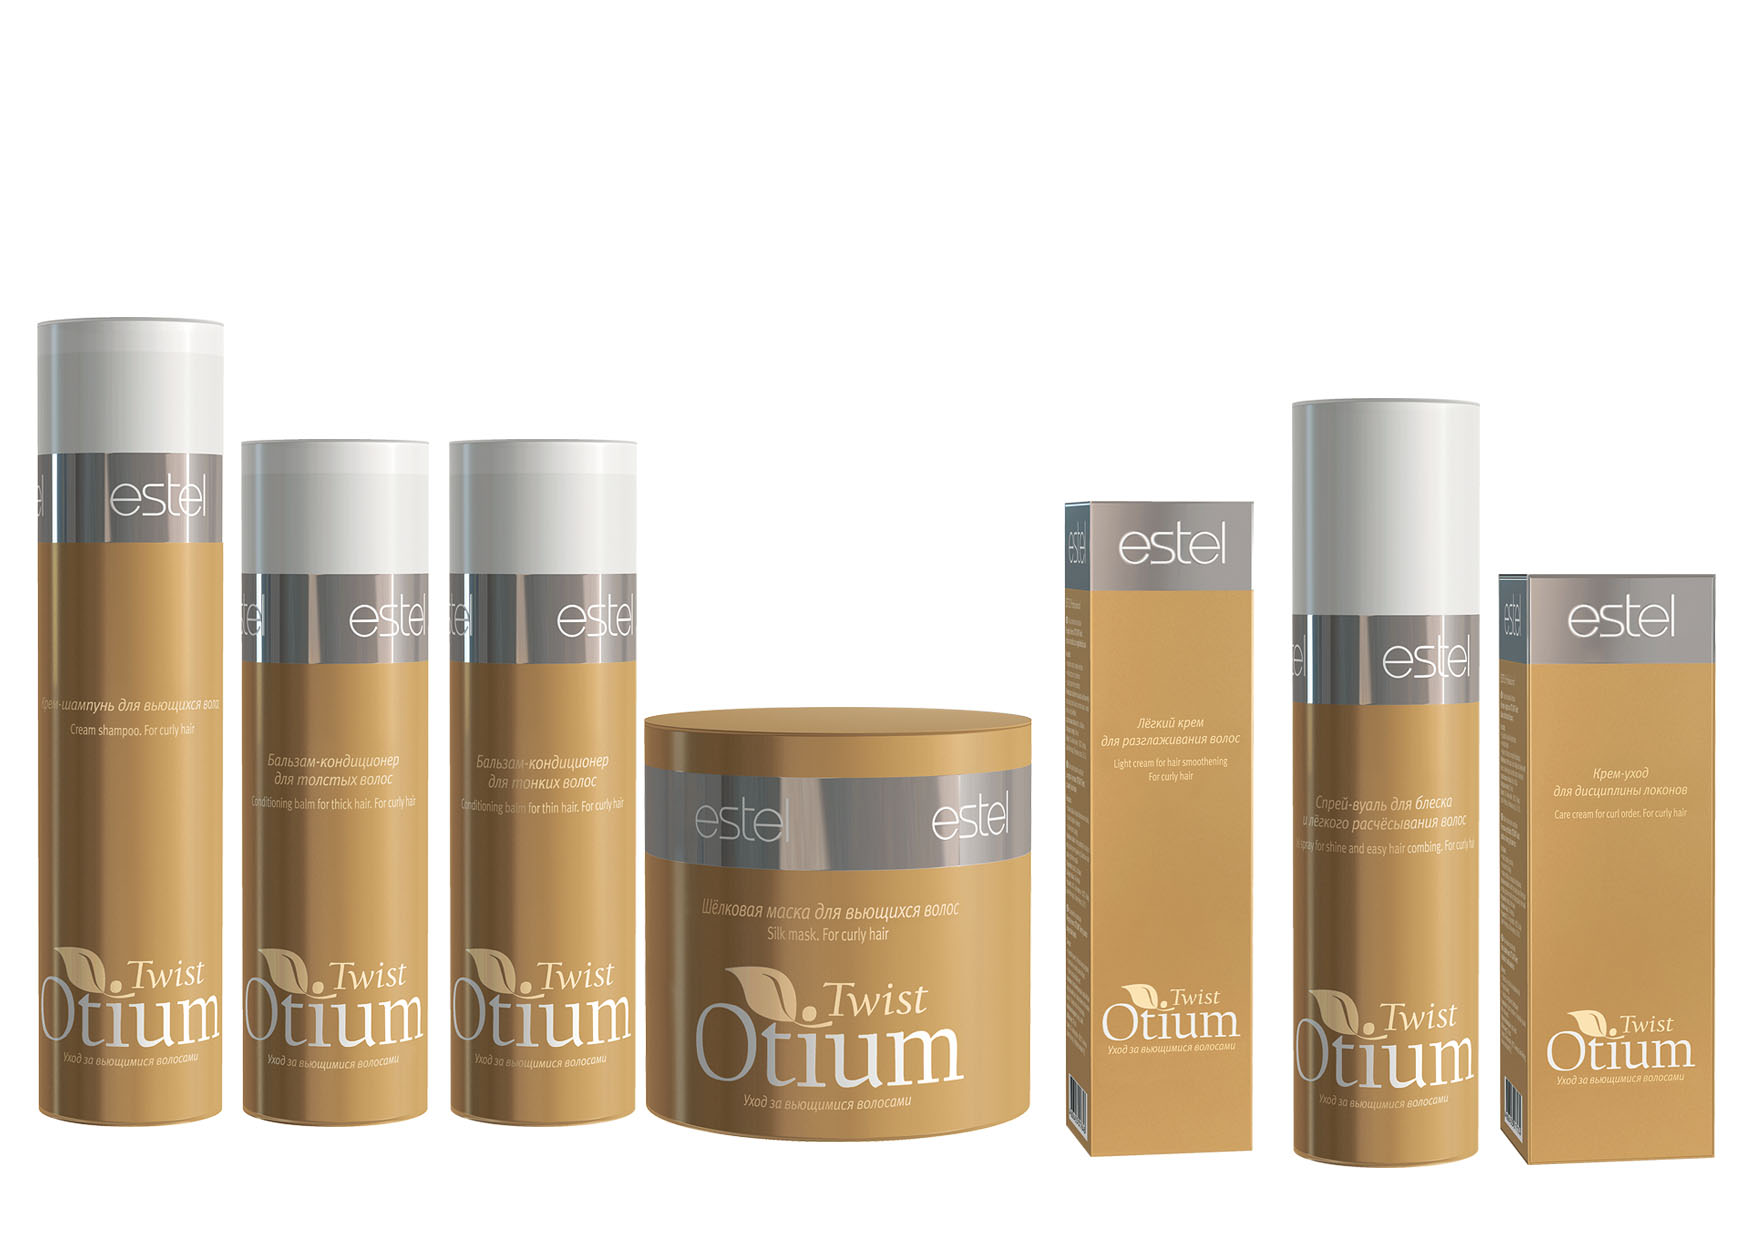 estel
Крем-шампунь для вьющихся воло
Cream shampoo. For curly hair
Twist
Otium
Уход за вьющимися волосами
estel
Бальзам-кондиционер
для толстых волос
Conditioning balm for thick hair. For curly hair
Twist
Otium
Уход за вьющимися волосами
estel
Бальзам-кондиционер
для тонких волос
Conditioning balm for thin hair. For curly hair
Twist
Otium
Уход за вьющимися волосами
estel
estel
Шёлковая маска для вьющихся волос
Silk mask. For curly hair
Twist
Otium
Уход за вьющимися волосами
estel
estel
Лёгкий крем
для разглаживания волос
Light cream for hair smoothening
For curly hair
Twist
Otium
Уход за вьющимися волосами
estel
Спрей-вуаль для блеска
и лёгкого расчёсывания волос
spray for shine and easy hair combing. For curly
Twist
Otium
Уход за вьющимися волосами
estel
estel
Крем-уход
для дисциплины локонов
Care cream for curl order. For curly hair
Twist
Otium
Уход за вьющимися волосами